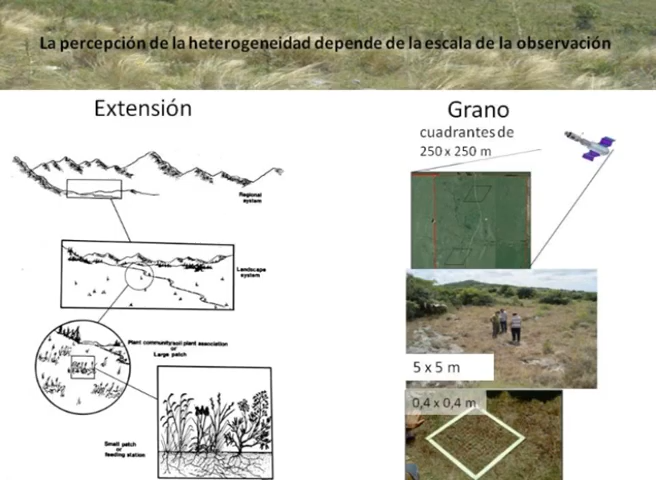 La percepción de la heterogeneidad depende de la escala de la observación
Extensión
Regional
system
Landscape
system
Plant community/soil plant association
or
Large patch
Small patch
or
feeding station
Grano
cuadrantes de
250 x 250 m
5 x 5 m
0,4 x 0,4 m